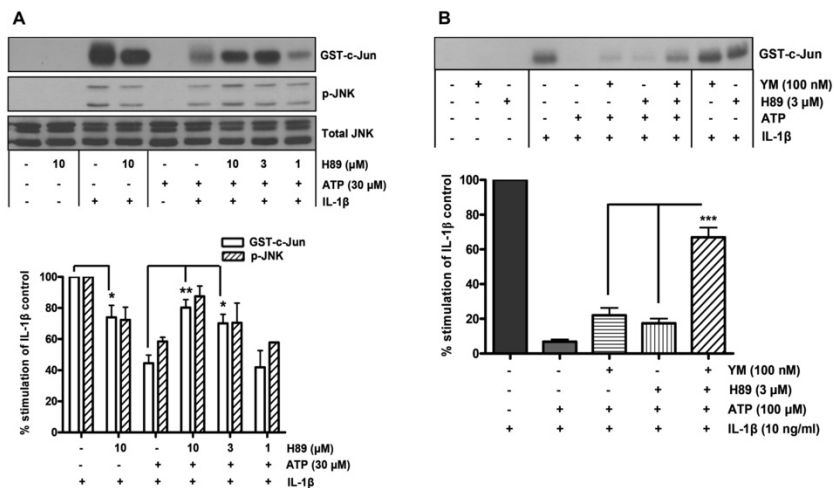 A
GST-c-Jun
p-JNK
Total JNK
- 10 - 10 - - 10 3 1 H89 (μM)
- - - - + + + + + ATP (30 μM)
- - + + - + + + + IL-1β
GST-c-Jun
p-JNK
% stimulation of IL-1β control
100
80
60
40
20
0
* ** *
- 10 - 10 3 1 H89 (μM)
- - + + + + ATP (30 μM)
+ + + + + + IL-1β
B
GST-c-Jun
- + - - - + - + + - YM (100 nM)
- - + - - - + + - + H89 (3 μM)
- - - - + + + + - - ATP
- - - + + + + + + + IL-1β
% stimulation of IL-1β control
100
80
60
40
20
0
***
- - + - + YM (100 nM)
- - - + + H89 (3 μM)
- + + + + ATP (100 μM)
+ + + + + IL-1β (10 ng/ml)